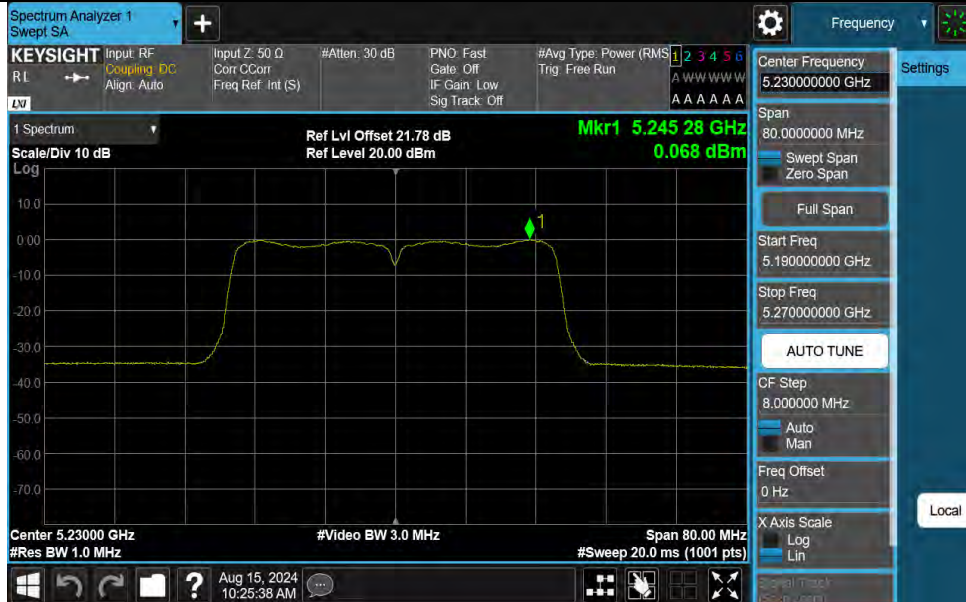 Spectrum Analyzer 1
Swept SA
Frequency
KEYSIGHT
RL
LXI
Input: RF
Coupling: DC
Align: Auto
Input Z: 50 Ω
Corr CCorr
Freq Ref: Int (S)
#Atten: 30 dB
PNO: Fast
Gate: Off
IF Gain: Low
Sig Track: Off
#Avg Type: Power (RMS
Trig: Free Run
1 2 3 4 5 6
A W W W W W
A A A A A A
1 Spectrum
Scale/Div 10 dB
Log
Ref Lvl Offset 21.78 dB
Ref Level 20.00 dBm
Mkr1 5.245 28 GHz
0.068 dBm
1
10.0
0.00
-10.0
-20.0
-30.0
-40.0
-50.0
-60.0
-70.0
Center 5.23000 GHz
#Res BW 1.0 MHz
#Video BW 3.0 MHz
Span 80.00 MHz
#Sweep 20.0 ms (1001 pts)
Center Frequency
5.230000000 GHz
Span
80.0000000 MHz
Swept Span
Zero Span
Full Span
Start Freq
5.190000000 GHz
Stop Freq
5.270000000 GHz
AUTO TUNE
CF Step
8.000000 MHz
Auto
Man
Freq Offset
0 Hz
X Axis Scale
Log
Lin
Signal Track
(Span Zoom)
Settings
Local
?
Aug 15, 2024
10:25:38 AM